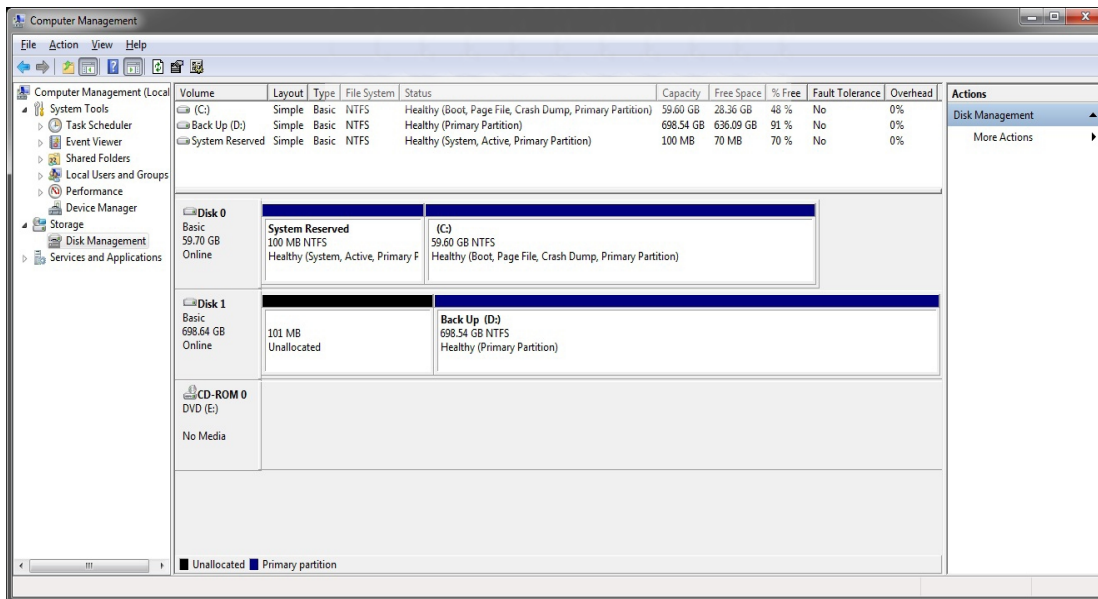 Computer Management
File Action View Help
Computer Management (Local
System Tools
Task Scheduler
Event Viewer
Shared Folders
Local Users and Groups
Performance
Device Manager
Storage
Disk Management
Services and Applications
Volume Layout Type File System Status Capacity Free Space % Free Fault Tolerance Overhead
(C:) Simple Basic NTFS Healthy (Boot, Page File, Crash Dump, Primary Partition) 59.60 GB 28.36 GB 48 % No 0%
Back Up (D:) Simple Basic NTFS Healthy (Primary Partition) 698.54 GB 636.09 GB 91 % No 0%
System Reserved Simple Basic NTFS Healthy (System, Active, Primary Partition) 100 MB 70 MB 70 % No 0%
Disk 0
Basic
59.70 GB
Online
System Reserved
100 MB NTFS
Healthy (System, Active, Primary P
(C:)
59.60 GB NTFS
Healthy (Boot, Page File, Crash Dump, Primary Partition)
Disk 1
Basic
698.64 GB
Online
101 MB
Unallocated
Back Up (D:)
698.54 GB NTFS
Healthy (Primary Partition)
CD-ROM 0
DVD (E:)
No Media
Unallocated Primary partition
Actions
Disk Management
More Actions